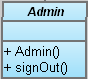 Admin
+ Admin()
+ signOut()